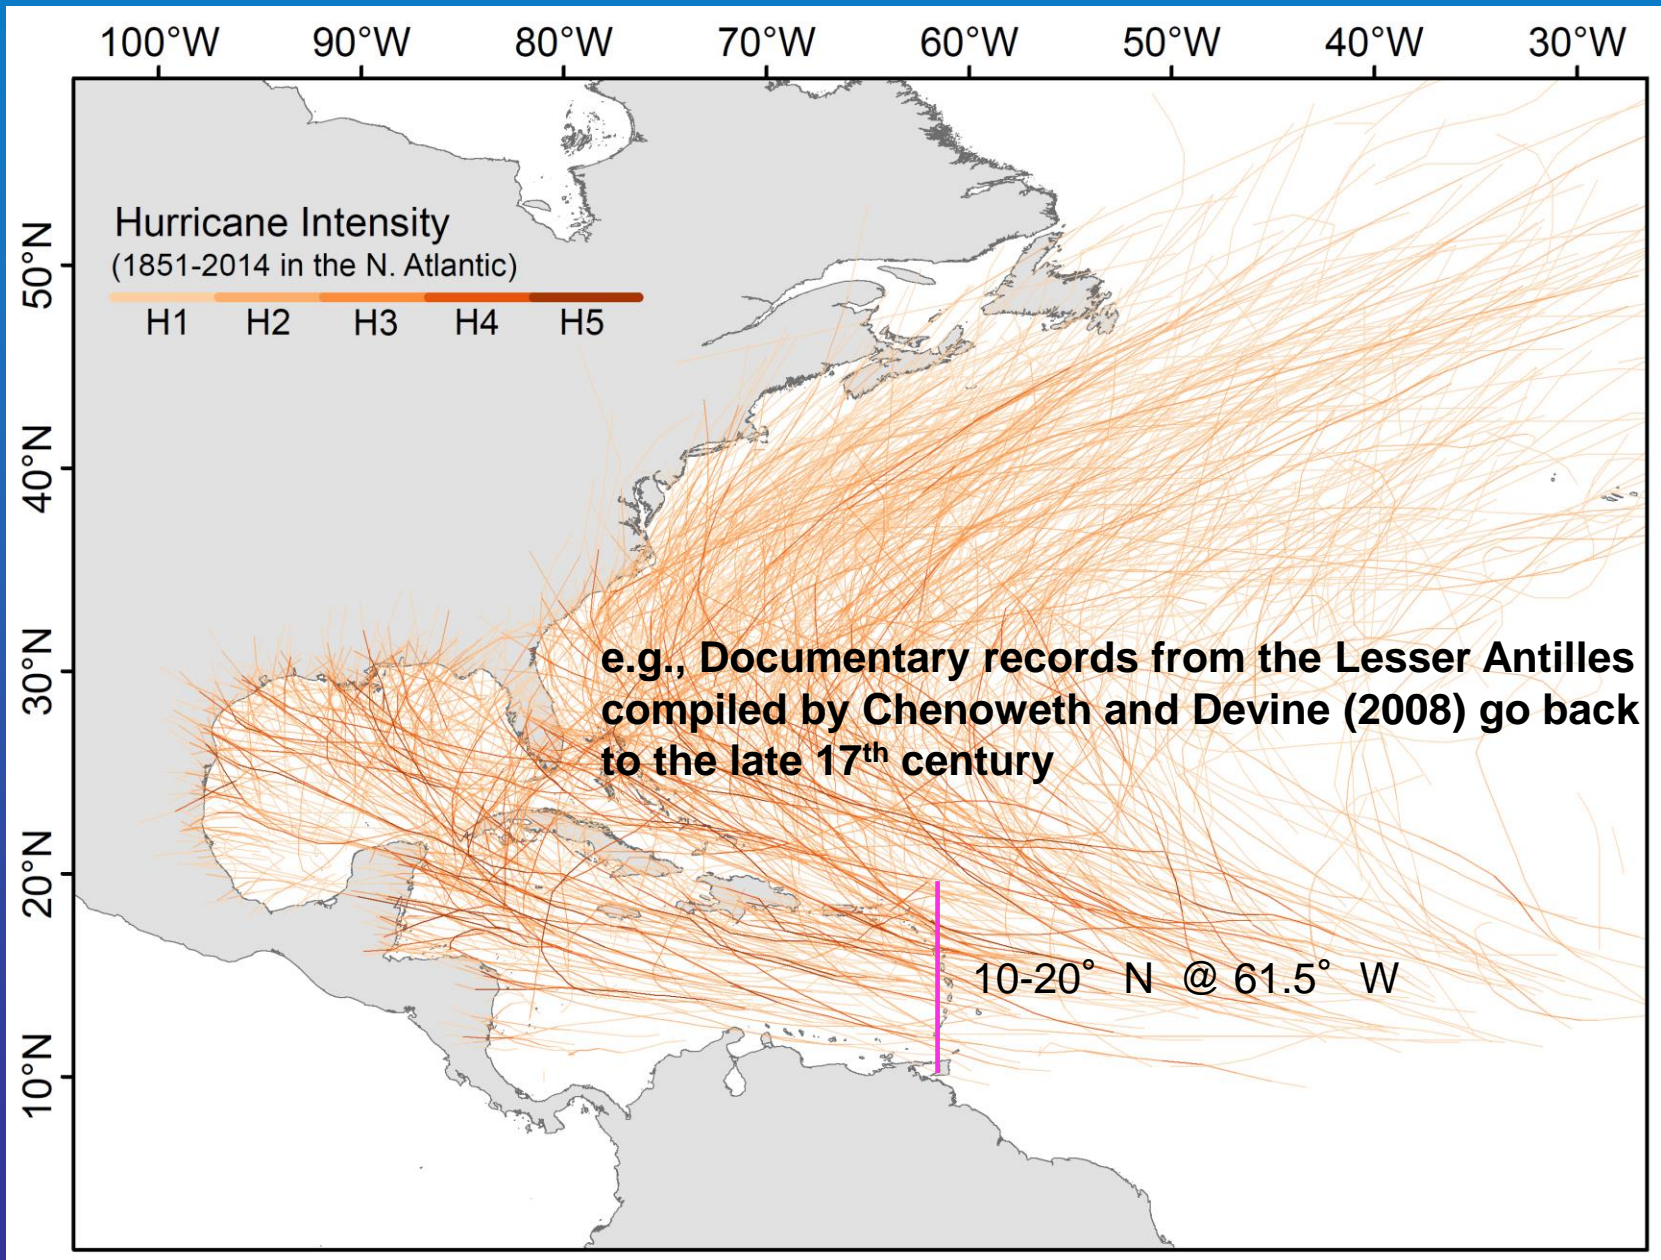 100°W 90°W 80°W 70°W 60°W 50°W 40°W 30°W
Hurricane Intensity
(1851-2014 in the N. Atlantic)
H1 H2 H3 H4 H5
50°N
40°N
30°N
20°N
10°N
e.g., Documentary records from the Lesser Antilles
compiled by Chenoweth and Devine (2008) go back
to the late 17th century
10-20° N @ 61.5° W